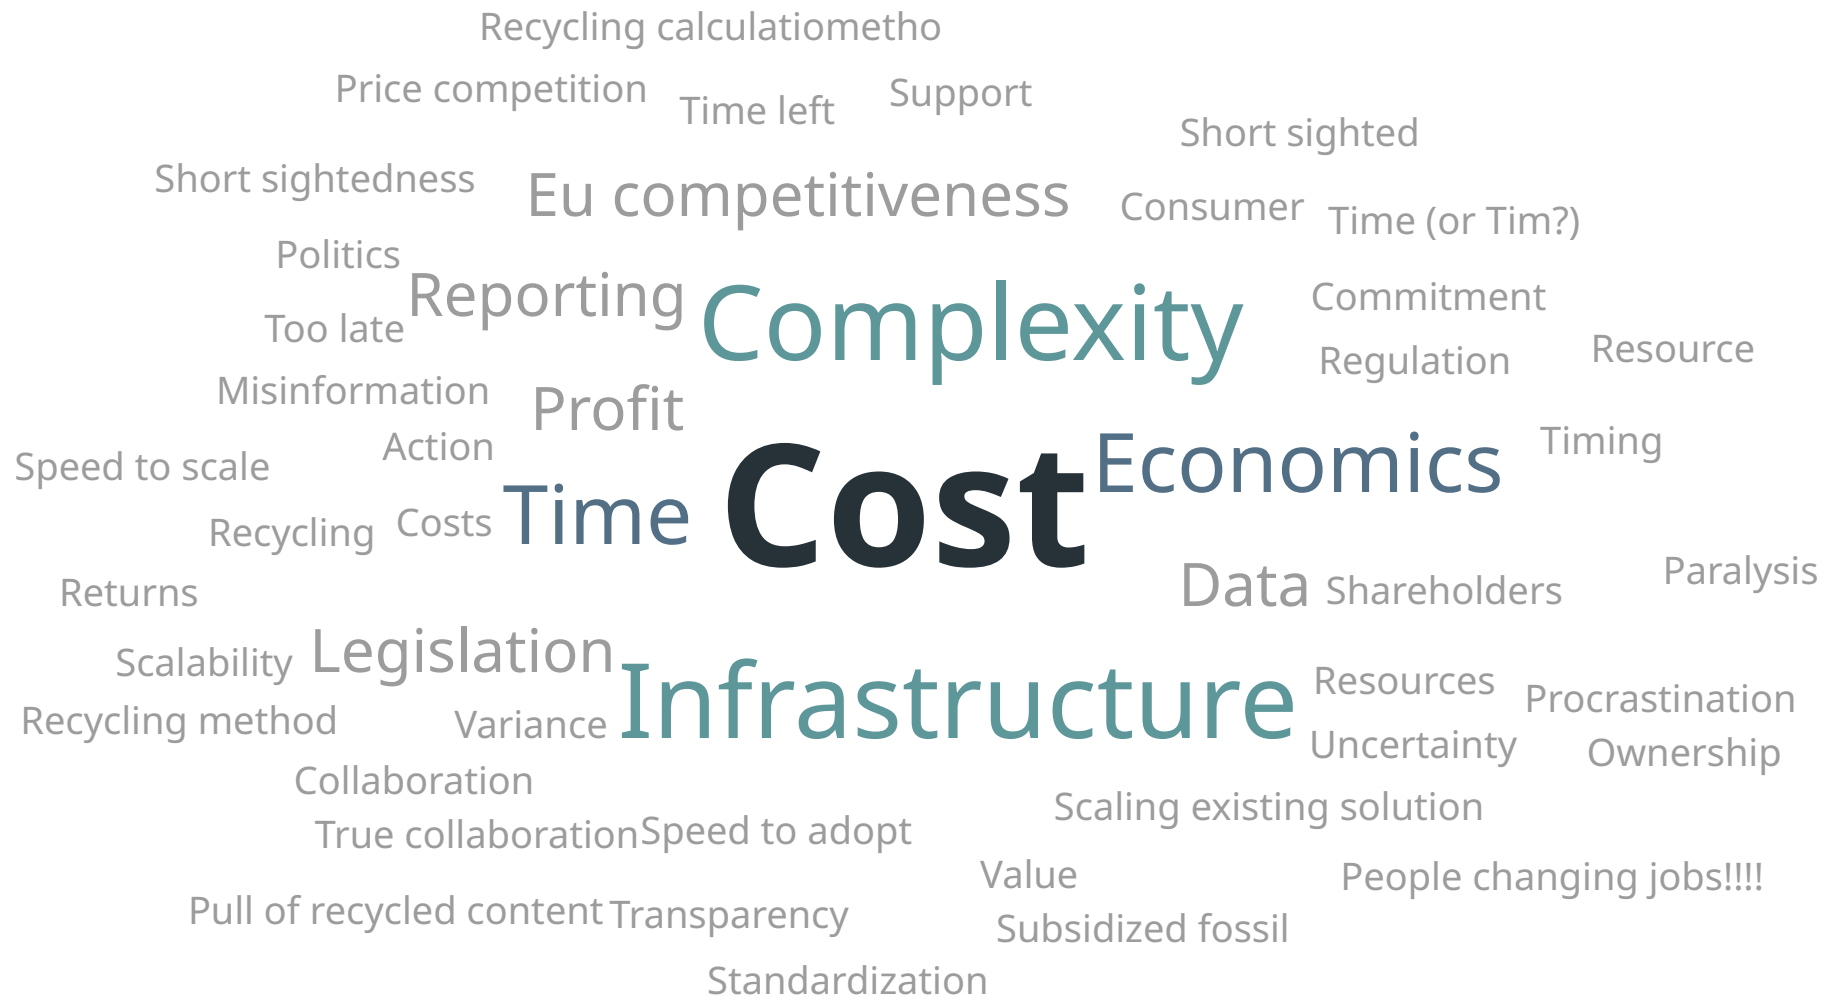 Recycling calculatiometho
Price competition
Time left
Support
Short sighted
Short sightedness
Eu competitiveness
Consumer
Time (or Tim?)
Politics
Reporting
Complexity
Commitment
Too late
Regulation
Resource
Misinformation
Profit
Action
Economics
Timing
Speed to scale
Recycling
Costs
Time
Cost
Data
Shareholders
Paralysis
Returns
Scalability
Legislation
Infrastructure
Resources
Procrastination
Recycling method
Variance
Uncertainty
Ownership
Collaboration
Scaling existing solution
True collaboration
Speed to adopt
Value
People changing jobs!!!!
Pull of recycled content
Transparency
Subsidized fossil
Standardization